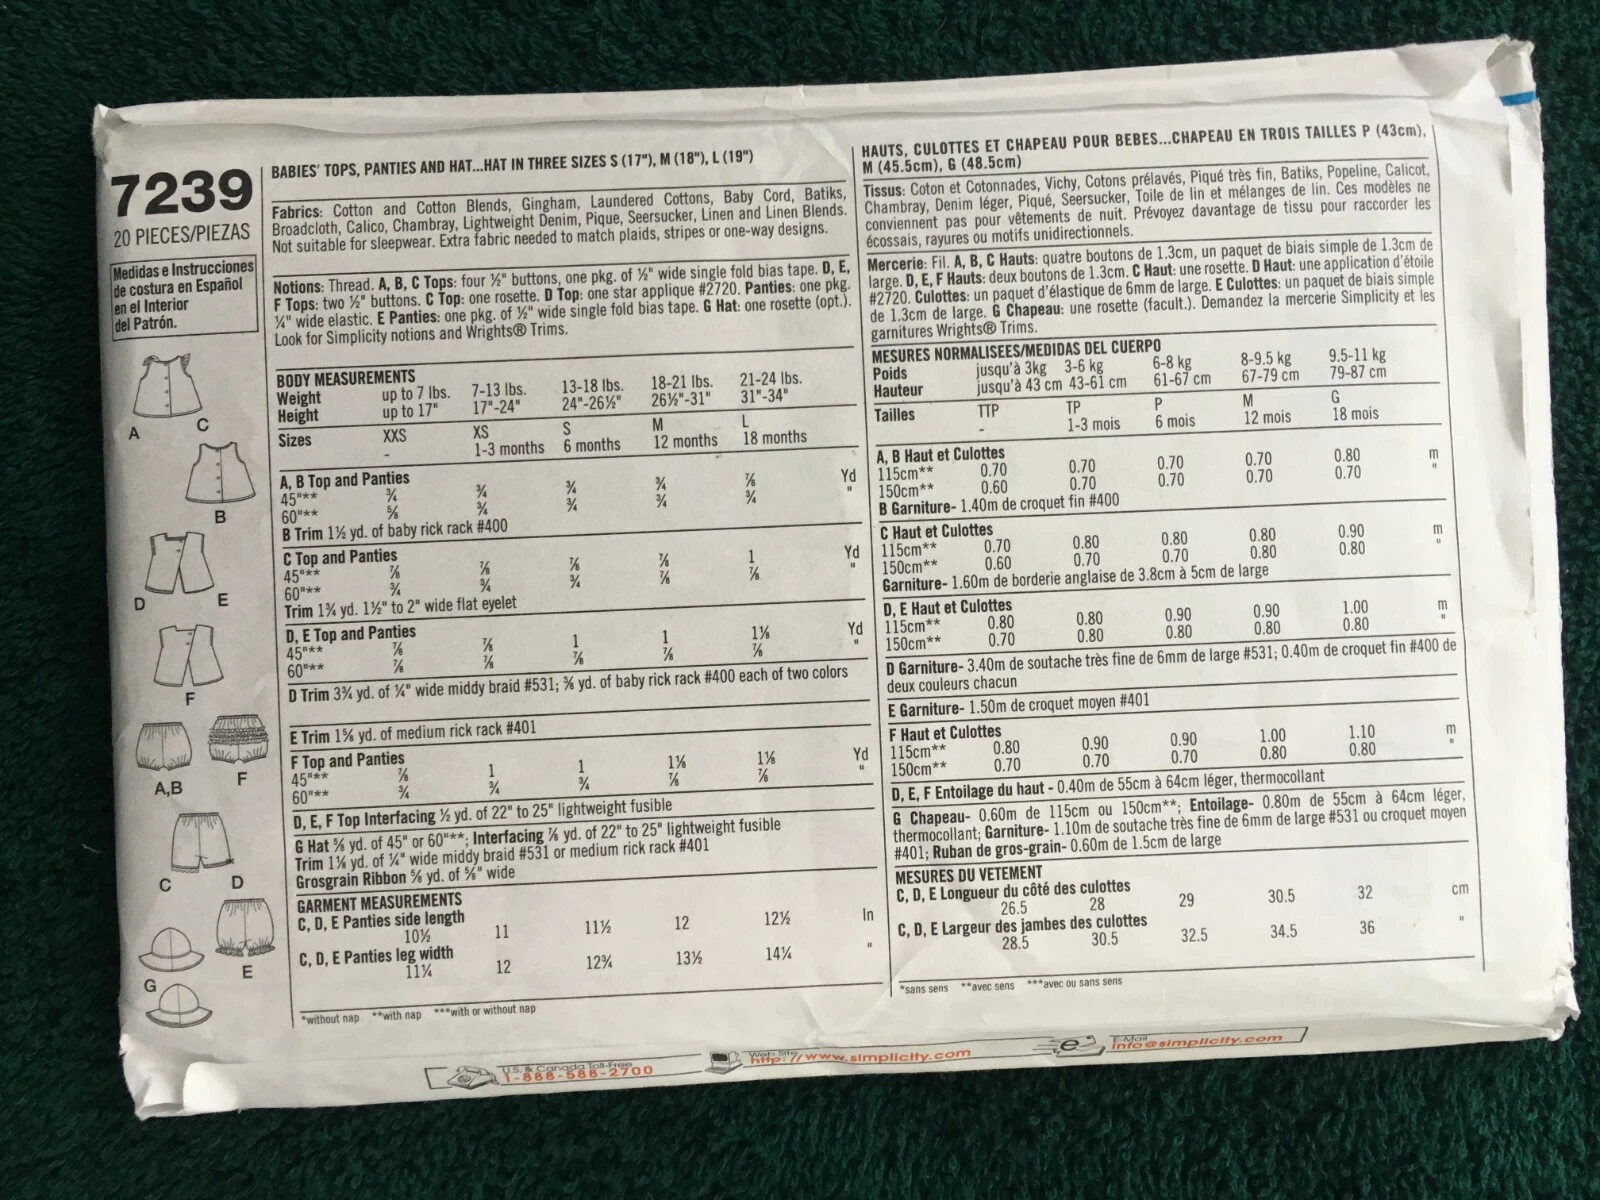 7239
20 PIECES/PIEZAS
Medidas e Instrucciones
de costura en Español
en el Interior
del Patrón.
A
C
B
D
E
F
A,B
F
C
D
E
G
BABIES' TOPS, PANTIES AND HAT...HAT IN THREE SIZES S (17"), M (18"), L (19")
Fabrics: Cotton and Cotton Blends, Gingham, Laundered Cottons, Baby Cord, Batiks,
Broadcloth, Calico, Chambray, Lightweight Denim, Pique, Seersucker, Linen and Linen Blends.
Not suitable for sleepwear. Extra fabric needed to match plaids, stripes or one-way designs.
Notions: Thread. A, B, C Tops: four ½" buttons, one pkg. of ½" wide single fold bias tape. D, E,
F Tops: two ½" buttons. C Top: one rosette. D Top: one star applique #2720. Panties: one pkg.
¼" wide elastic. E Panties: one pkg. of ½" wide single fold bias tape. G Hat: one rosette (opt.).
Look for Simplicity notions and Wrights® Trims.
BODY MEASUREMENTS
Weight up to 7 lbs. 7-13 lbs. 13-18 lbs. 18-21 lbs. 21-24 lbs.
Height up to 17" 17"-24" 24"-26½" 26½"-31" 31"-34"
Sizes XXS XS S M L
- 1-3 months 6 months 12 months 18 months
A, B Top and Panties
45"** ¾ ¾ ¾ ¾ ⅞ Yd
60"** ⅝ ¾ ¾ ¾ ¾ "
B Trim 1½ yd. of baby rick rack #400
C Top and Panties
45"** ⅞ ⅞ ⅞ ⅞ 1 Yd
60"** ¾ ¾ ¾ ⅞ ⅞ "
Trim 1¾ yd. 1½" to 2" wide flat eyelet
D, E Top and Panties
45"** ⅞ ⅞ 1 1 1⅛ Yd
60"** ⅞ ⅞ ⅞ ⅞ ⅞ "
D Trim 3¾ yd. of ¼" wide middy braid #531; ⅜ yd. of baby rick rack #400 each of two colors
E Trim 1⅝ yd. of medium rick rack #401
F Top and Panties
45"** ⅞ 1 1 1⅛ 1⅛ Yd
60"** ¾ ¾ ¾ ⅞ ⅞ "
D, E, F Top Interfacing ½ yd. of 22" to 25" lightweight fusible
G Hat ⅝ yd. of 45" or 60"**; Interfacing ⅞ yd. of 22" to 25" lightweight fusible
Trim 1⅛ yd. of ¼" wide middy braid #531 or medium rick rack #401
Grosgrain Ribbon ⅝ yd. of ⅝" wide
GARMENT MEASUREMENTS
C, D, E Panties side length
10½ 11 11½ 12 12½ In
C, D, E Panties leg width
11¼ 12 12¾ 13½ 14¼ "
*without nap **with nap ***with or without nap
HAUTS, CULOTTES ET CHAPEAU POUR BEBES...CHAPEAU EN TROIS TAILLES P (43cm),
M (45.5cm), G (48.5cm)
Tissus: Coton et Cotonnades, Vichy, Cotons prélavés, Piqué très fin, Batiks, Popeline, Calicot,
Chambray, Denim léger, Piqué, Seersucker, Toile de lin et mélanges de lin. Ces modèles ne
conviennent pas pour vêtements de nuit. Prévoyez davantage de tissu pour raccorder les
écossais, rayures ou motifs unidirectionnels.
Mercerie: Fil. A, B, C Hauts: quatre boutons de 1.3cm, un paquet de biais simple de 1.3cm de
large. D, E, F Hauts: deux boutons de 1.3cm. C Haut: une rosette. D Haut: une application d'étoile
#2720. Culottes: un paquet d'élastique de 6mm de large. E Culottes: un paquet de biais simple
de 1.3cm de large. G Chapeau: une rosette (facult.). Demandez la mercerie Simplicity et les
garnitures Wrights® Trims.
MESURES NORMALISEES/MEDIDAS DEL CUERPO
Poids jusqu'à 3kg 3-6 kg 6-8 kg 8-9.5 kg 9.5-11 kg
Hauteur jusqu'à 43 cm 43-61 cm 61-67 cm 67-79 cm 79-87 cm
Tailles TTP TP P M G
- 1-3 mois 6 mois 12 mois 18 mois
A, B Haut et Culottes
115cm** 0.70 0.70 0.70 0.70 0.80 m
150cm** 0.60 0.70 0.70 0.70 0.70 "
B Garniture- 1.40m de croquet fin #400
C Haut et Culottes
115cm** 0.70 0.80 0.80 0.80 0.90 m
150cm** 0.60 0.70 0.70 0.80 0.80 "
Garniture- 1.60m de borderie anglaise de 3.8cm à 5cm de large
D, E Haut et Culottes
115cm** 0.80 0.80 0.90 0.90 1.00 m
150cm** 0.70 0.80 0.80 0.80 0.80 "
D Garniture- 3.40m de soutache très fine de 6mm de large #531; 0.40m de croquet fin #400 de
deux couleurs chacun
E Garniture- 1.50m de croquet moyen #401
F Haut et Culottes
115cm** 0.80 0.90 0.90 1.00 1.10 m
150cm** 0.70 0.70 0.70 0.80 0.80 "
D, E, F Entoilage du haut - 0.40m de 55cm à 64cm léger, thermocollant
G Chapeau- 0.60m de 115cm ou 150cm**; Entoilage- 0.80m de 55cm à 64cm léger,
thermocollant; Garniture- 1.10m de soutache très fine de 6mm de large #531 ou croquet moyen
#401; Ruban de gros-grain- 0.60m de 1.5cm de large
MESURES DU VETEMENT
C, D, E Longueur du côté des culottes
26.5 28 29 30.5 32 cm
C, D, E Largeur des jambes des culottes
28.5 30.5 32.5 34.5 36 "
*sans sens **avec sens ***avec ou sans sens
U.S. & Canada Toll-Free
1-888-588-2700
Web Site
http://www.simplicity.com
E-Mail
info@simplicity.com